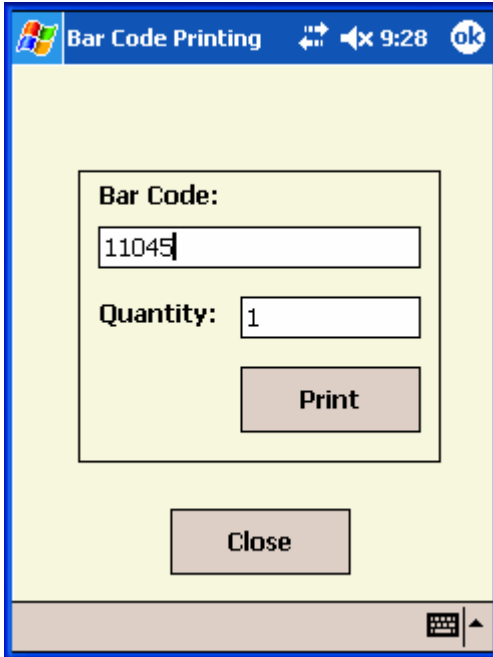 Bar Code Printing 9:28 ok
Bar Code:
11045
Quantity: 1
Print
Close